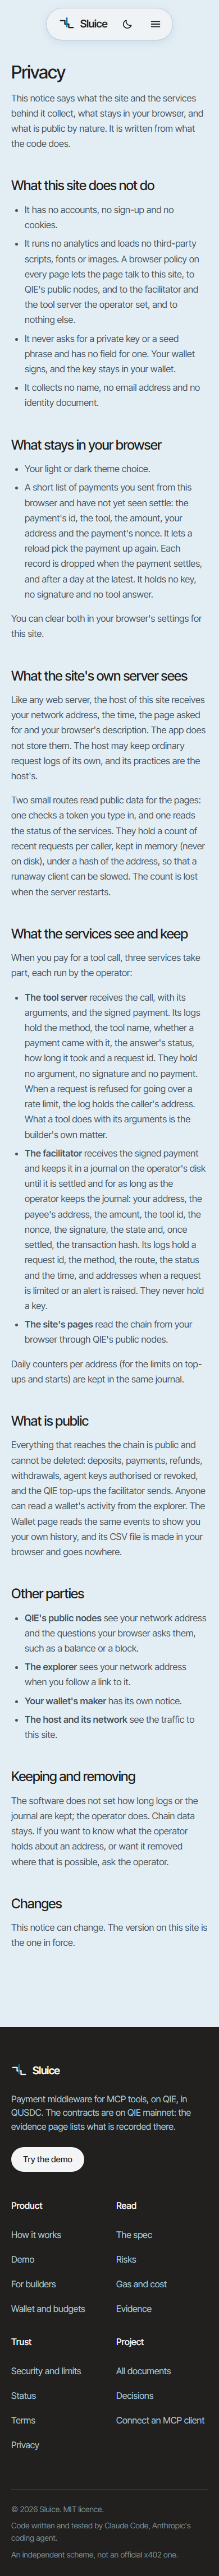 Sluice
Privacy
This notice says what the site and the services
behind it collect, what stays in your browser, and
what is public by nature. It is written from what
the code does.
What this site does not do
It has no accounts, no sign-up and no
cookies.
It runs no analytics and loads no third-party
scripts, fonts or images. A browser policy on
every page lets the page talk to this site, to
QIE's public nodes, and to the facilitator and
the tool server the operator set, and to
nothing else.
It never asks for a private key or a seed
phrase and has no field for one. Your wallet
signs, and the key stays in your wallet.
It collects no name, no email address and no
identity document.
What stays in your browser
Your light or dark theme choice.
A short list of payments you sent from this
browser and have not yet seen settle: the
payment's id, the tool, the amount, your
address and the payment's nonce. It lets a
reload pick the payment up again. Each
record is dropped when the payment settles,
and after a day at the latest. It holds no key,
no signature and no tool answer.
You can clear both in your browser's settings for
this site.
What the site's own server sees
Like any web server, the host of this site receives
your network address, the time, the page asked
for and your browser's description. The app does
not store them. The host may keep ordinary
request logs of its own, and its practices are the
host's.
Two small routes read public data for the pages:
one checks a token you type in, and one reads
the status of the services. They hold a count of
recent requests per caller, kept in memory (never
on disk), under a hash of the address, so that a
runaway client can be slowed. The count is lost
when the server restarts.
What the services see and keep
When you pay for a tool call, three services take
part, each run by the operator:
The tool server receives the call, with its
arguments, and the signed payment. Its logs
hold the method, the tool name, whether a
payment came with it, the answer's status,
how long it took and a request id. They hold
no argument, no signature and no payment.
When a request is refused for going over a
rate limit, the log holds the caller's address.
What a tool does with its arguments is the
builder's own matter.
The facilitator receives the signed payment
and keeps it in a journal on the operator's disk
until it is settled and for as long as the
operator keeps the journal: your address, the
payee's address, the amount, the tool id, the
nonce, the signature, the state and, once
settled, the transaction hash. Its logs hold a
request id, the method, the route, the status
and the time, and addresses when a request
is limited or an alert is raised. They never hold
a key.
The site's pages read the chain from your
browser through QIE's public nodes.
Daily counters per address (for the limits on top-
ups and starts) are kept in the same journal.
What is public
Everything that reaches the chain is public and
cannot be deleted: deposits, payments, refunds,
withdrawals, agent keys authorised or revoked,
and the QIE top-ups the facilitator sends. Anyone
can read a wallet's activity from the explorer. The
Wallet page reads the same events to show you
your own history, and its CSV file is made in your
browser and goes nowhere.
Other parties
QIE's public nodes see your network address
and the questions your browser asks them,
such as a balance or a block.
The explorer sees your network address
when you follow a link to it.
Your wallet's maker has its own notice.
The host and its network see the traffic to
this site.
Keeping and removing
The software does not set how long logs or the
journal are kept; the operator does. Chain data
stays. If you want to know what the operator
holds about an address, or want it removed
where that is possible, ask the operator.
Changes
This notice can change. The version on this site is
the one in force.
Sluice
Payment middleware for MCP tools, on QIE, in
QUSDC. The contracts are on QIE mainnet: the
evidence page lists what is recorded there.
Try the demo
Product
How it works
Demo
For builders
Wallet and budgets
Read
The spec
Risks
Gas and cost
Evidence
Trust
Security and limits
Status
Terms
Privacy
Project
All documents
Decisions
Connect an MCP client
© 2026 Sluice. MIT licence.
Code written and tested by Claude Code, Anthropic's
coding agent.
An independent scheme, not an official x402 one.